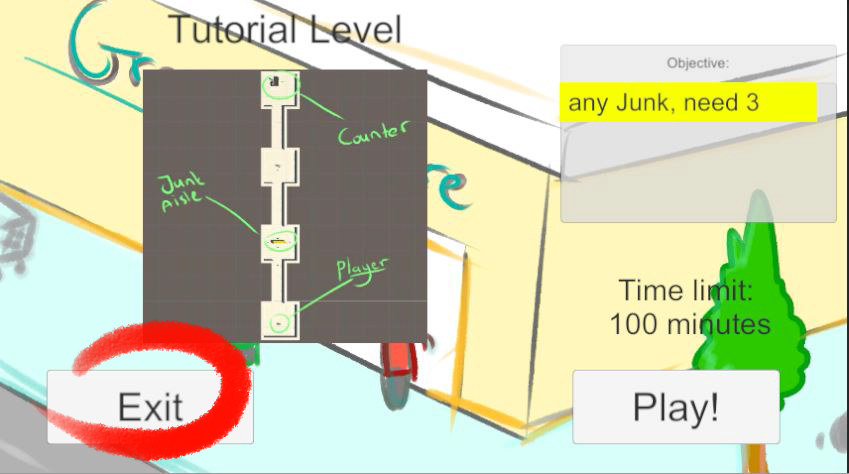 Tutorial Level
Objective:
any Junk, need 3
Counter
Junk
Aisle
Player
Time limit:
100 minutes
Exit
Play!